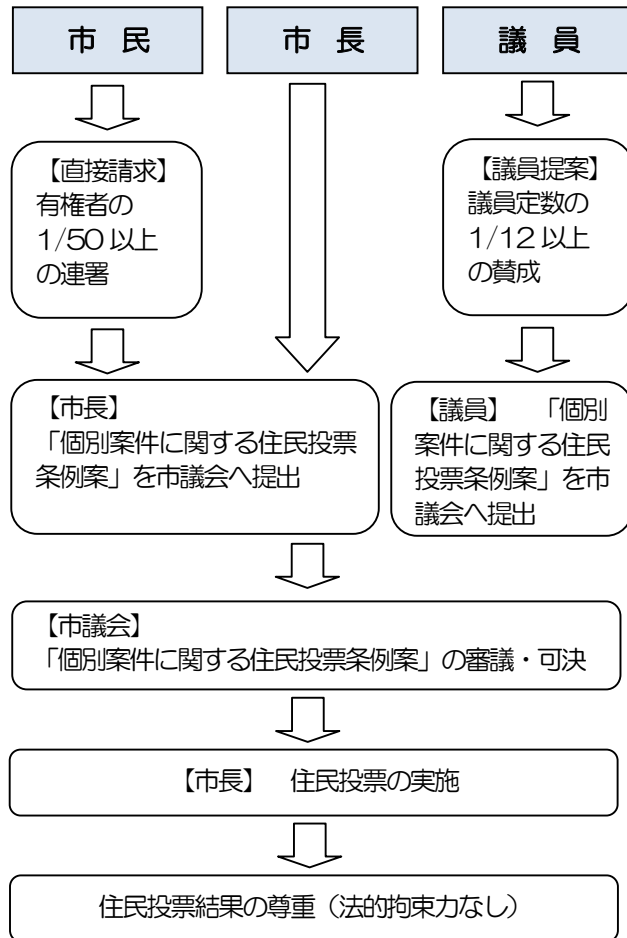 市 民
市 長
議 員
【直接請求】
有権者の
1/50 以上
の連署
【議員提案】
議員定数の
1/12 以上
の賛成
【市長】
「個別案件に関する住民投票
条例案」を市議会へ提出
【議員】 「個別
案件に関する住民
投票条例案」を市
議会へ提出
【市議会】
「個別案件に関する住民投票条例案」の審議・可決
【市長】 住民投票の実施
住民投票結果の尊重（法的拘束力なし）